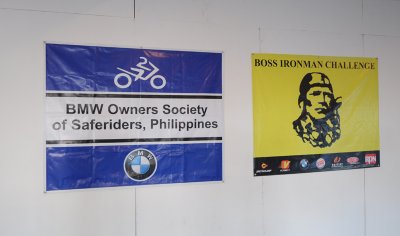 BMW Owners Society
of Saferiders, Philippines
BMW
BOSS IRONMAN CHALLENGE